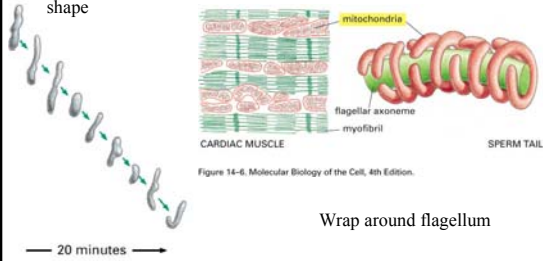 shape
mitochondria
flagellar axoneme
myofibril
CARDIAC MUSCLE
SPERM TAIL
Figure 14–6. Molecular Biology of the Cell, 4th Edition.
Wrap around flagellum
20 minutes